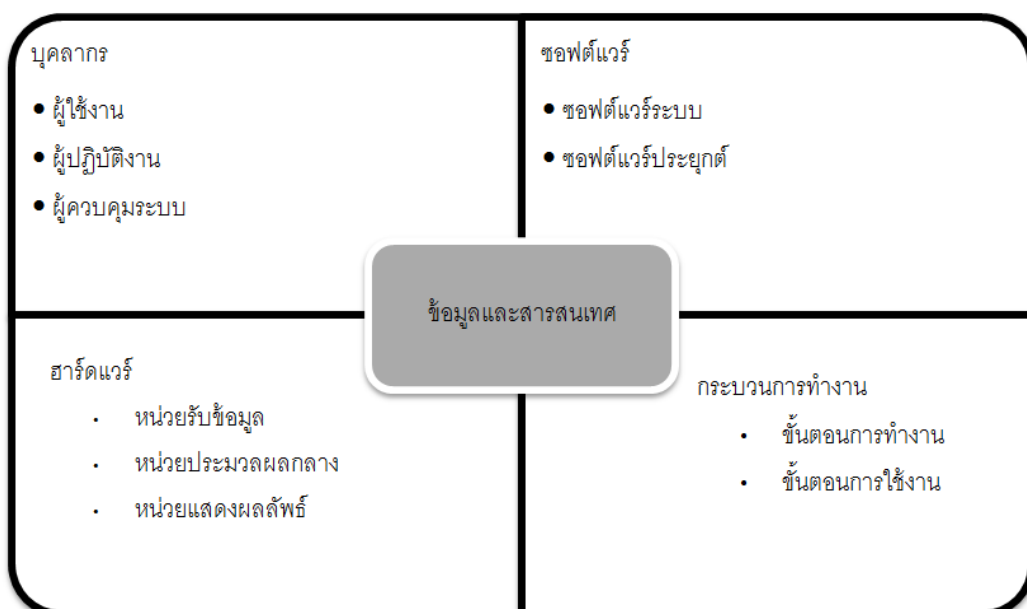 บุคลากร
• ผู้ใช้งาน
• ผู้ปฏิบัติงาน
• ผู้ควบคุมระบบ
ซอฟต์แวร์
• ซอฟต์แวร์ระบบ
• ซอฟต์แวร์ประยุกต์
ข้อมูลและสารสนเทศ
ฮาร์ดแวร์
• หน่วยรับข้อมูล
• หน่วยประมวลผลกลาง
• หน่วยแสดงผลลัพธ์
กระบวนการทำงาน
• ขั้นตอนการทำงาน
• ขั้นตอนการใช้งาน